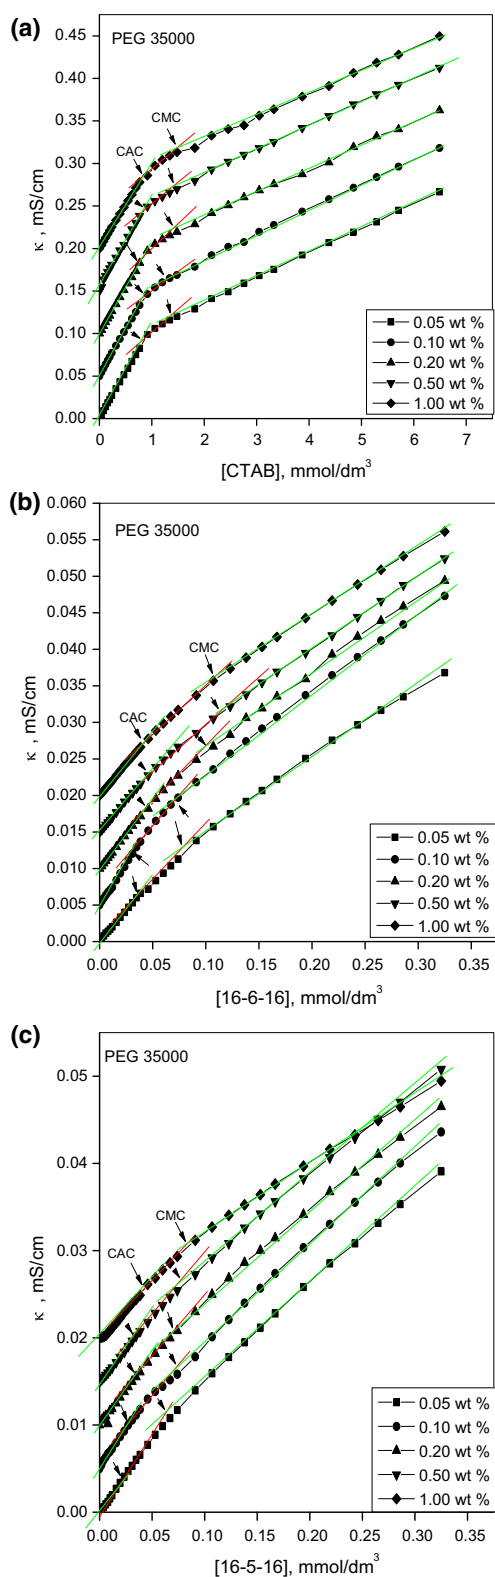 (a)
PEG 35000
0.45
0.40
0.35
0.30
0.25
0.20
0.15
0.10
0.05
0.00
κ , mS/cm
CMC
CAC
0.05 wt %
0.10 wt %
0.20 wt %
0.50 wt %
1.00 wt %
0 1 2 3 4 5 6 7
[CTAB], mmol/dm³
(b)
PEG 35000
0.060
0.055
0.050
0.045
0.040
0.035
0.030
0.025
0.020
0.015
0.010
0.005
0.000
κ , mS/cm
CMC
CAC
0.05 wt %
0.10 wt %
0.20 wt %
0.50 wt %
1.00 wt %
0.00 0.05 0.10 0.15 0.20 0.25 0.30 0.35
[16-6-16], mmol/dm³
(c)
PEG 35000
0.05
0.04
0.03
0.02
0.01
0.00
κ , mS/cm
CMC
CAC
0.05 wt %
0.10 wt %
0.20 wt %
0.50 wt %
1.00 wt %
0.00 0.05 0.10 0.15 0.20 0.25 0.30 0.35
[16-5-16], mmol/dm³